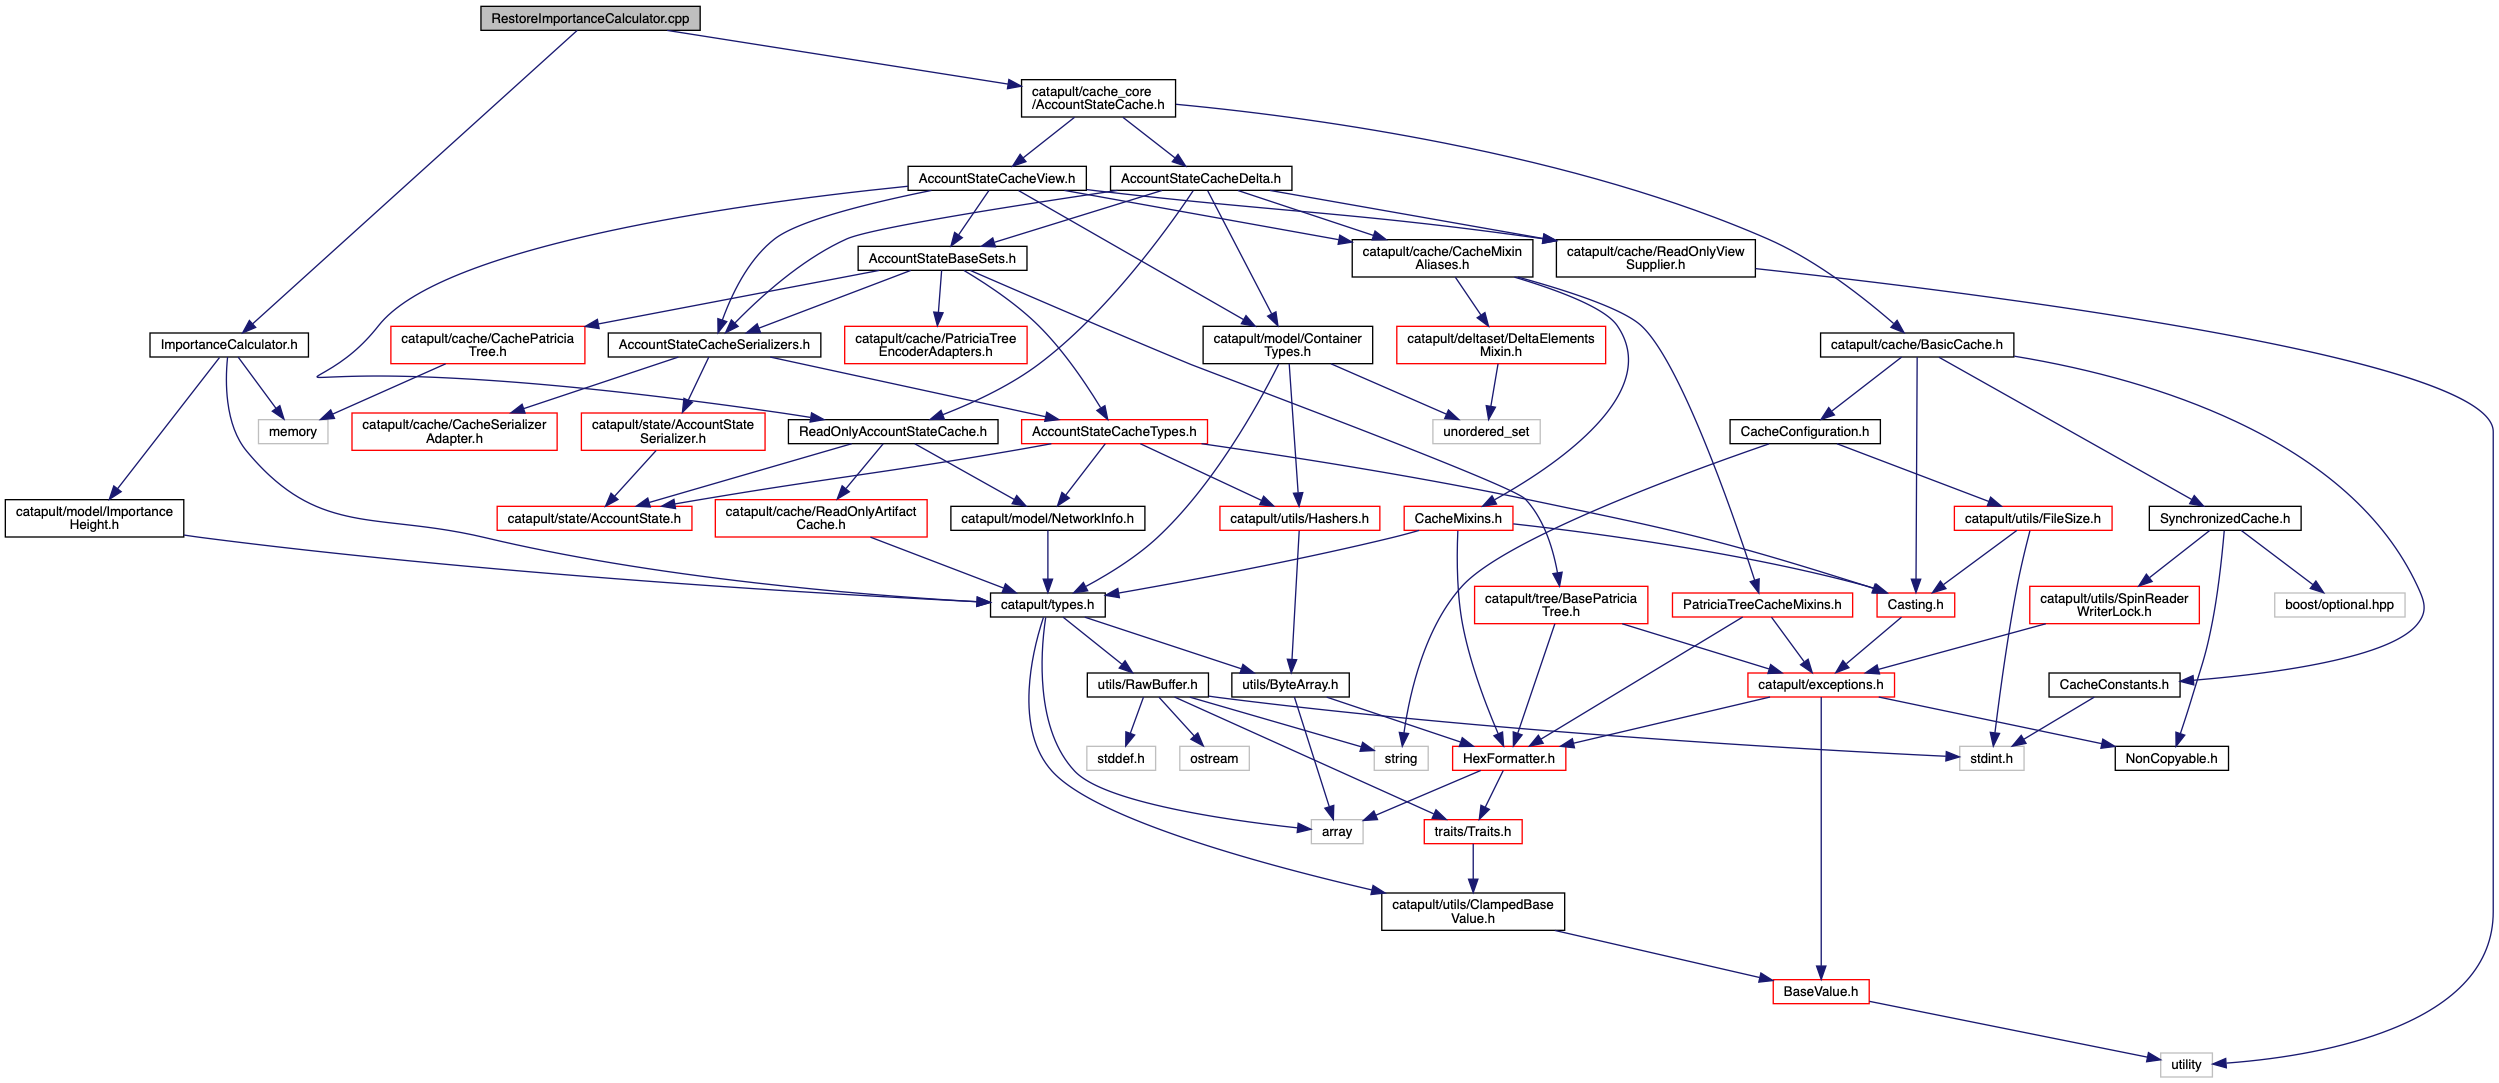 RestoreImportanceCalculator.cpp
catapult/cache_core
/AccountStateCache.h
AccountStateCacheView.h
AccountStateCacheDelta.h
AccountStateBaseSets.h
catapult/cache/CacheMixin
Aliases.h
catapult/cache/ReadOnlyView
Supplier.h
ImportanceCalculator.h
catapult/cache/CachePatricia
Tree.h
AccountStateCacheSerializers.h
catapult/cache/PatriciaTree
EncoderAdapters.h
catapult/model/Container
Types.h
catapult/deltaset/DeltaElements
Mixin.h
catapult/cache/BasicCache.h
memory
catapult/cache/CacheSerializer
Adapter.h
catapult/state/AccountState
Serializer.h
ReadOnlyAccountStateCache.h
AccountStateCacheTypes.h
unordered_set
CacheConfiguration.h
catapult/model/Importance
Height.h
catapult/state/AccountState.h
catapult/cache/ReadOnlyArtifact
Cache.h
catapult/model/NetworkInfo.h
catapult/utils/Hashers.h
CacheMixins.h
catapult/utils/FileSize.h
SynchronizedCache.h
catapult/types.h
catapult/tree/BasePatricia
Tree.h
PatriciaTreeCacheMixins.h
Casting.h
catapult/utils/SpinReader
WriterLock.h
boost/optional.hpp
utils/RawBuffer.h
utils/ByteArray.h
catapult/exceptions.h
CacheConstants.h
stddef.h
ostream
string
HexFormatter.h
stdint.h
NonCopyable.h
array
traits/Traits.h
catapult/utils/ClampedBase
Value.h
BaseValue.h
utility